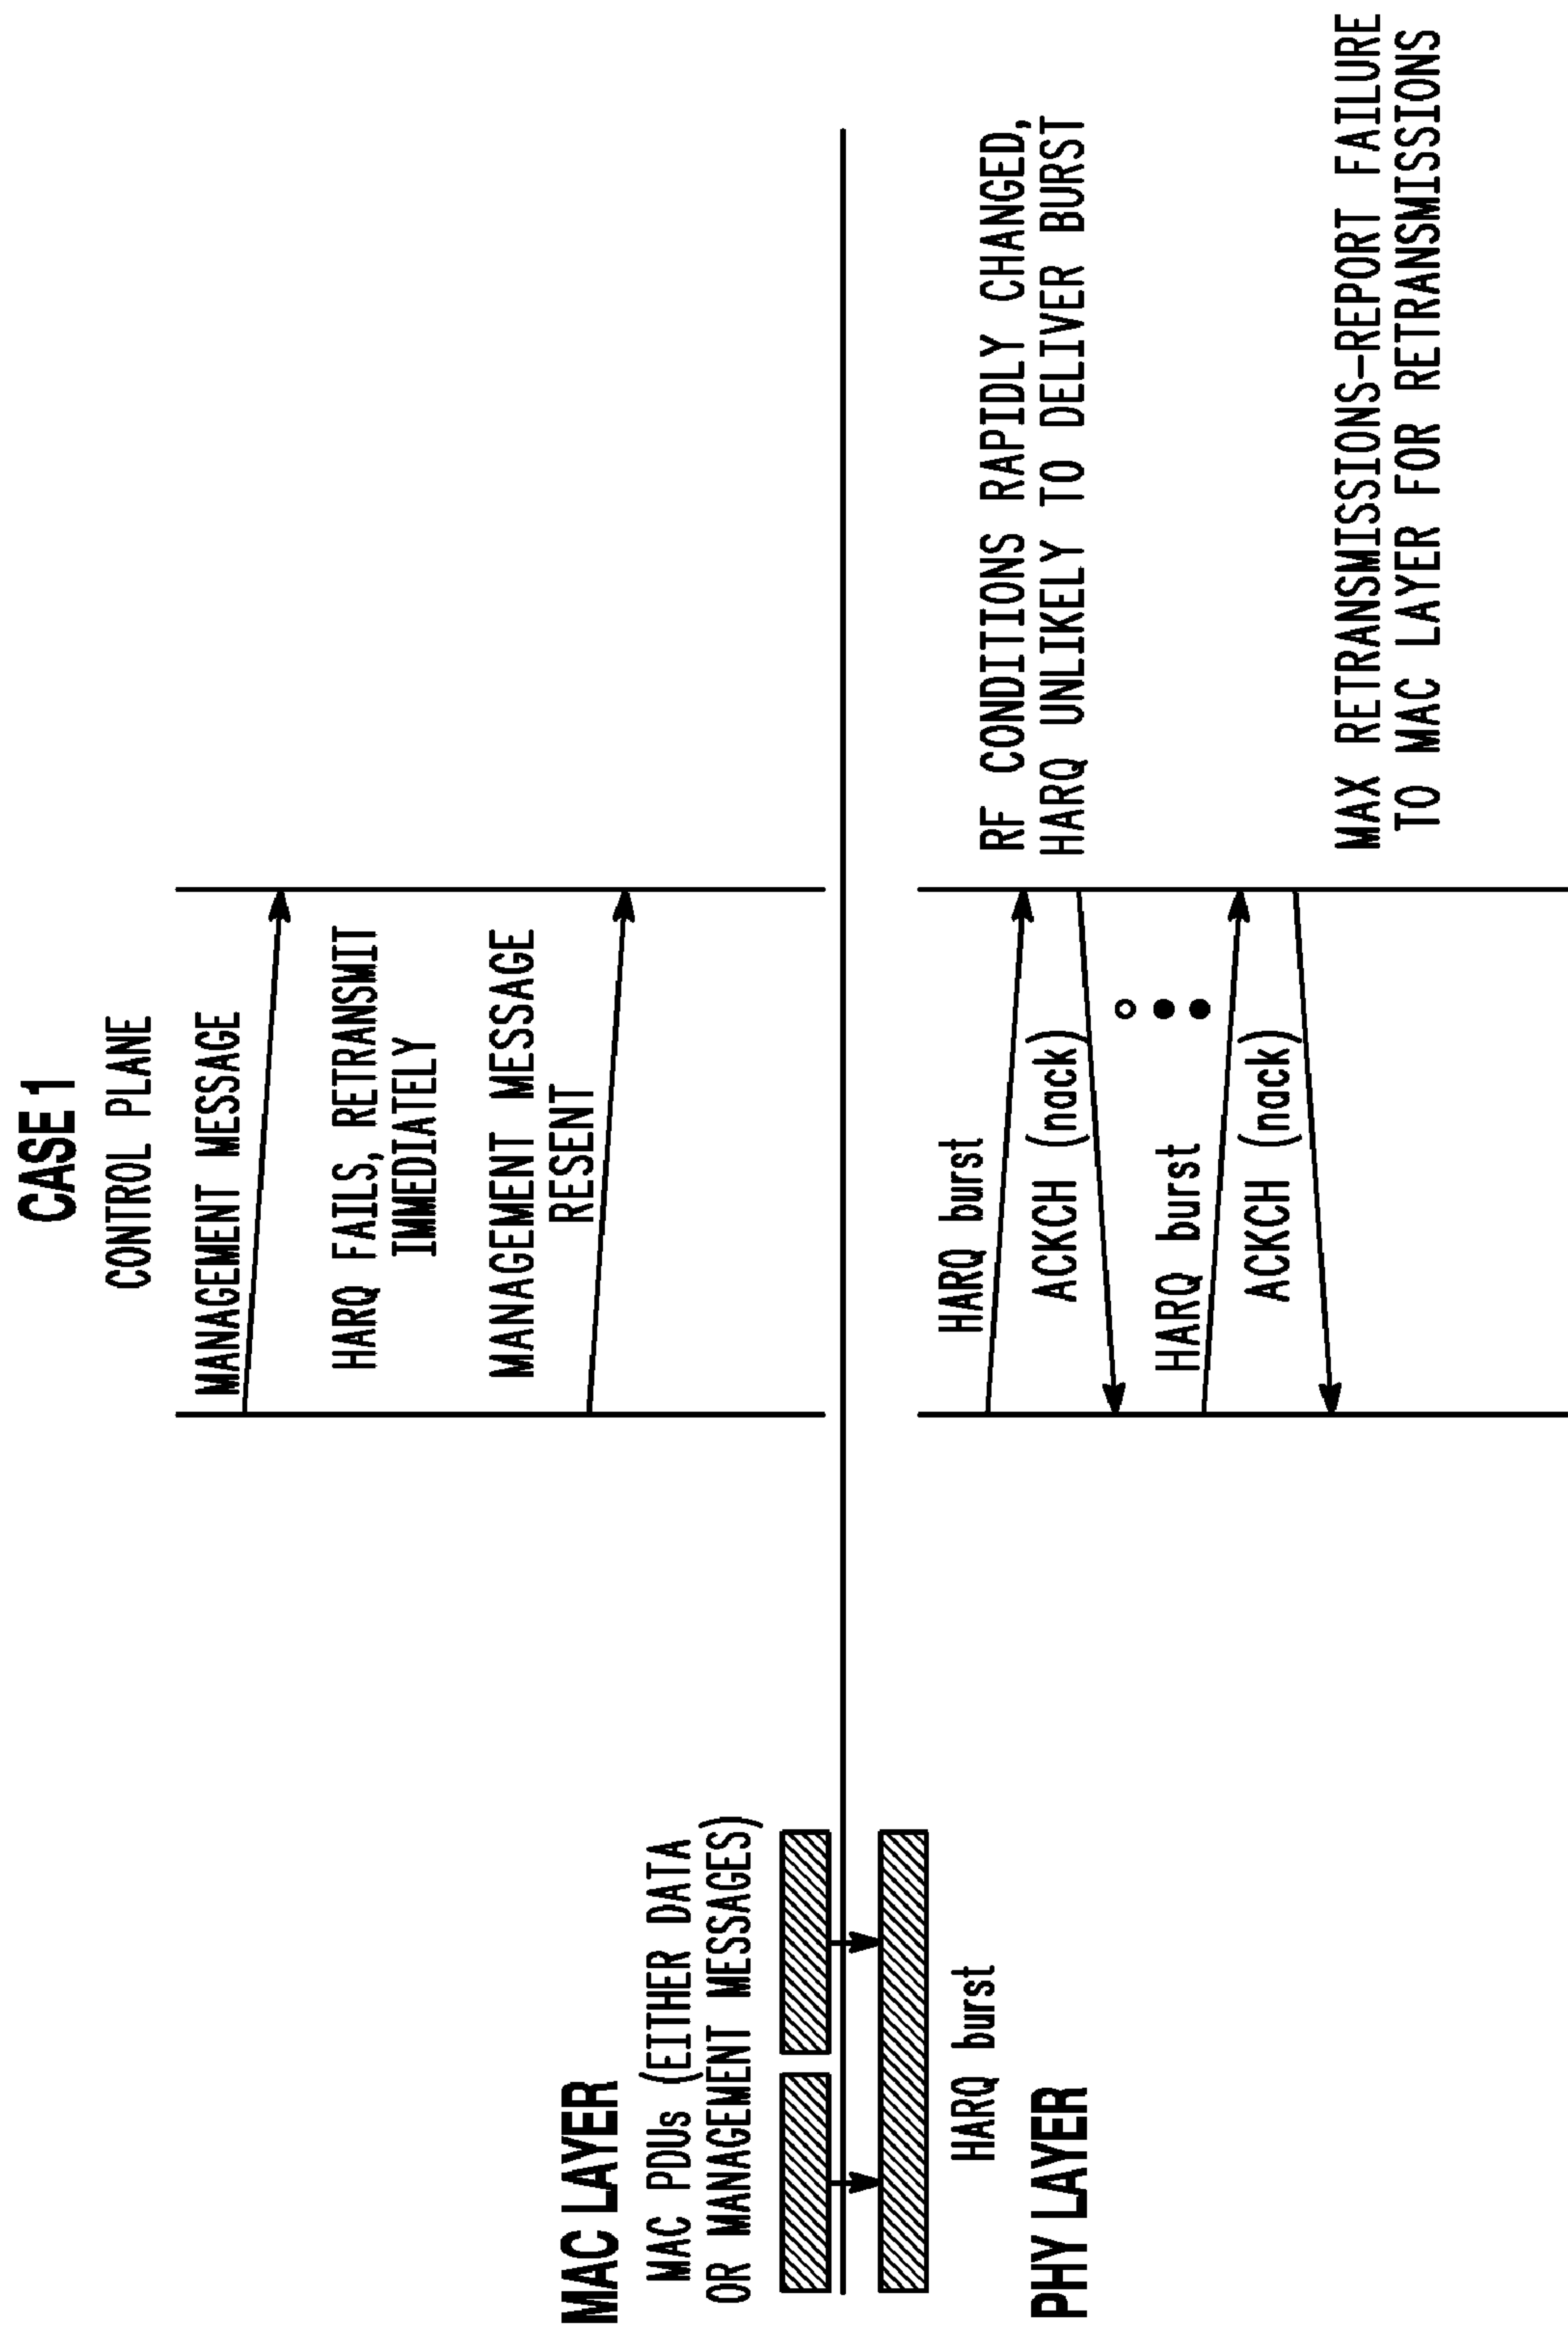 CASE 1
CONTROL PLANE
MANAGEMENT MESSAGE
HARQ FAILS, RETRANSMIT
IMMEDIATELY
MANAGEMENT MESSAGE
RESENT
MAC LAYER
MAC PDUs (EITHER DATA
OR MANAGEMENT MESSAGES)
HARQ burst
PHY LAYER
HARQ burst
ACKCH (nack)
HARQ burst
ACKCH (nack)
RF CONDITIONS RAPIDLY CHANGED,
HARQ UNLIKELY TO DELIVER BURST
MAX RETRANSMISSIONS-REPORT FAILURE
TO MAC LAYER FOR RETRANSMISSIONS